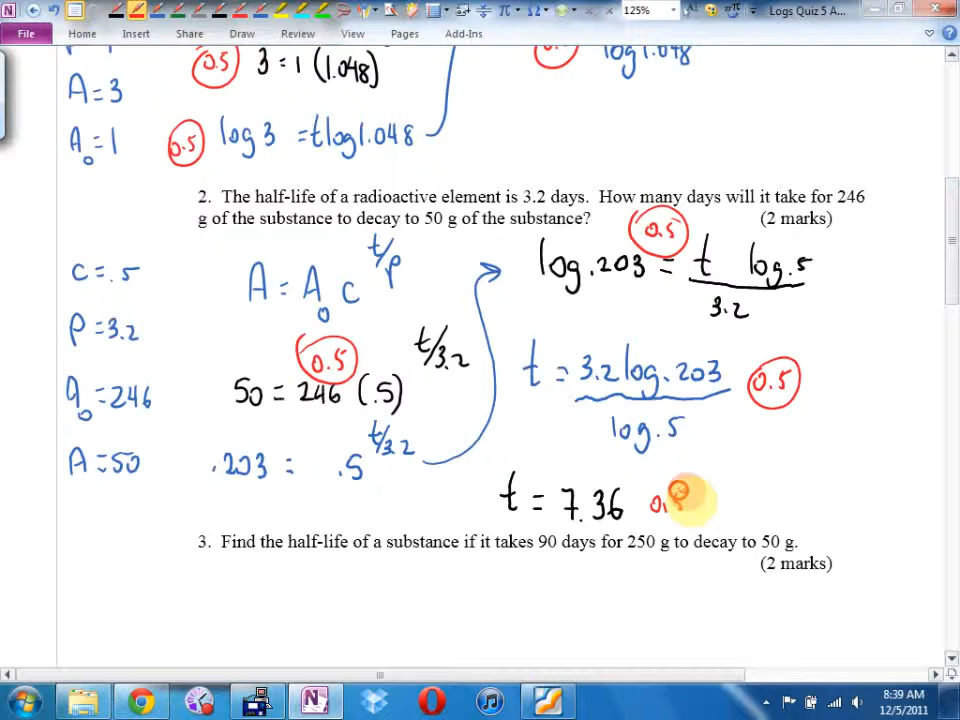 125%
Logs Quiz 5 A...
File Home Insert Share Draw Review View Pages Add-Ins
0.5 3 = 1 (1.048)
log 1.048
A = 3
A₀ = 1
0.5 log 3 = t log 1.048
2. The half-life of a radioactive element is 3.2 days. How many days will it take for 246
g of the substance to decay to 50 g of the substance? (2 marks)
0.5
log .203 = t log .5
3.2
c = .5
A = A₀ c t/p
p = 3.2
0.5
t/3.2
t = 3.2 log .203 0.5
log .5
a₀ = 246
50 = 246 (.5)
t/3.2
A = 50
.203 = .5
t = 7.36
3. Find the half-life of a substance if it takes 90 days for 250 g to decay to 50 g.
(2 marks)
8:39 AM
12/5/2011